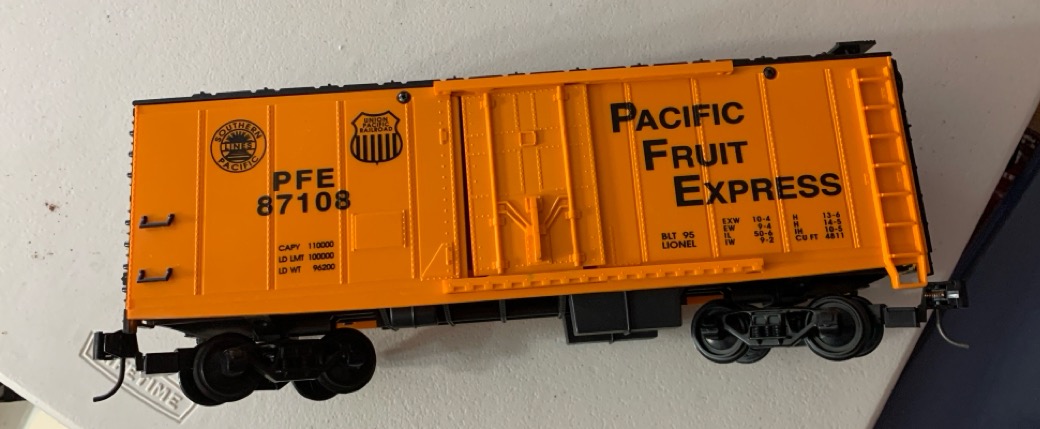 SOUTHERN
LINES
PACIFIC
UNION
PACIFIC
RAILROAD
PFE
87108
CAPY 110000
LD LMT 100000
LD WT 96200
PACIFIC
FRUIT
EXPRESS
BLT 95
LIONEL
EXW 10-4 H 13-6
EW 9-4 H 14-5
IL 50-6 IH 10-5
IW 9-2 CU FT 4811
LIFETIME